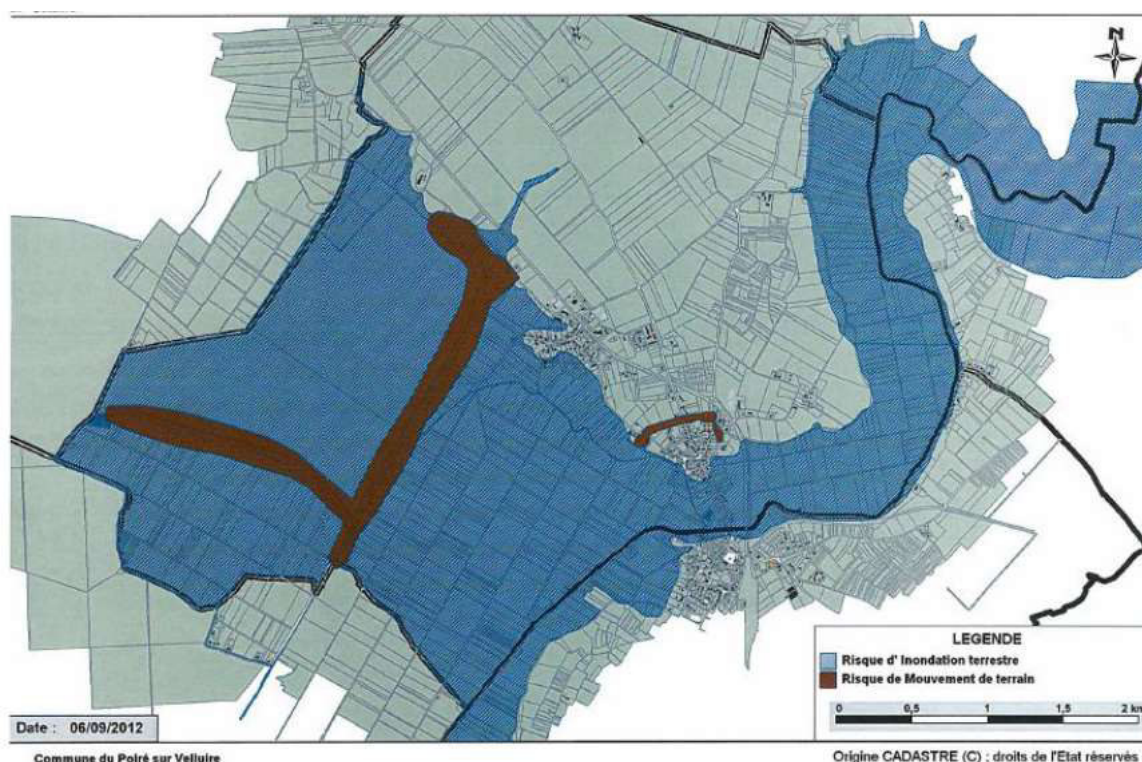 N
LEGENDE
Risque d' Inondation terrestre
Risque de Mouvement de terrain
0 0,5 1 1,5 2 km
Date : 06/09/2012
Commune du Poiré sur Velluire
Origine CADASTRE (C) : droits de l'Etat réservés